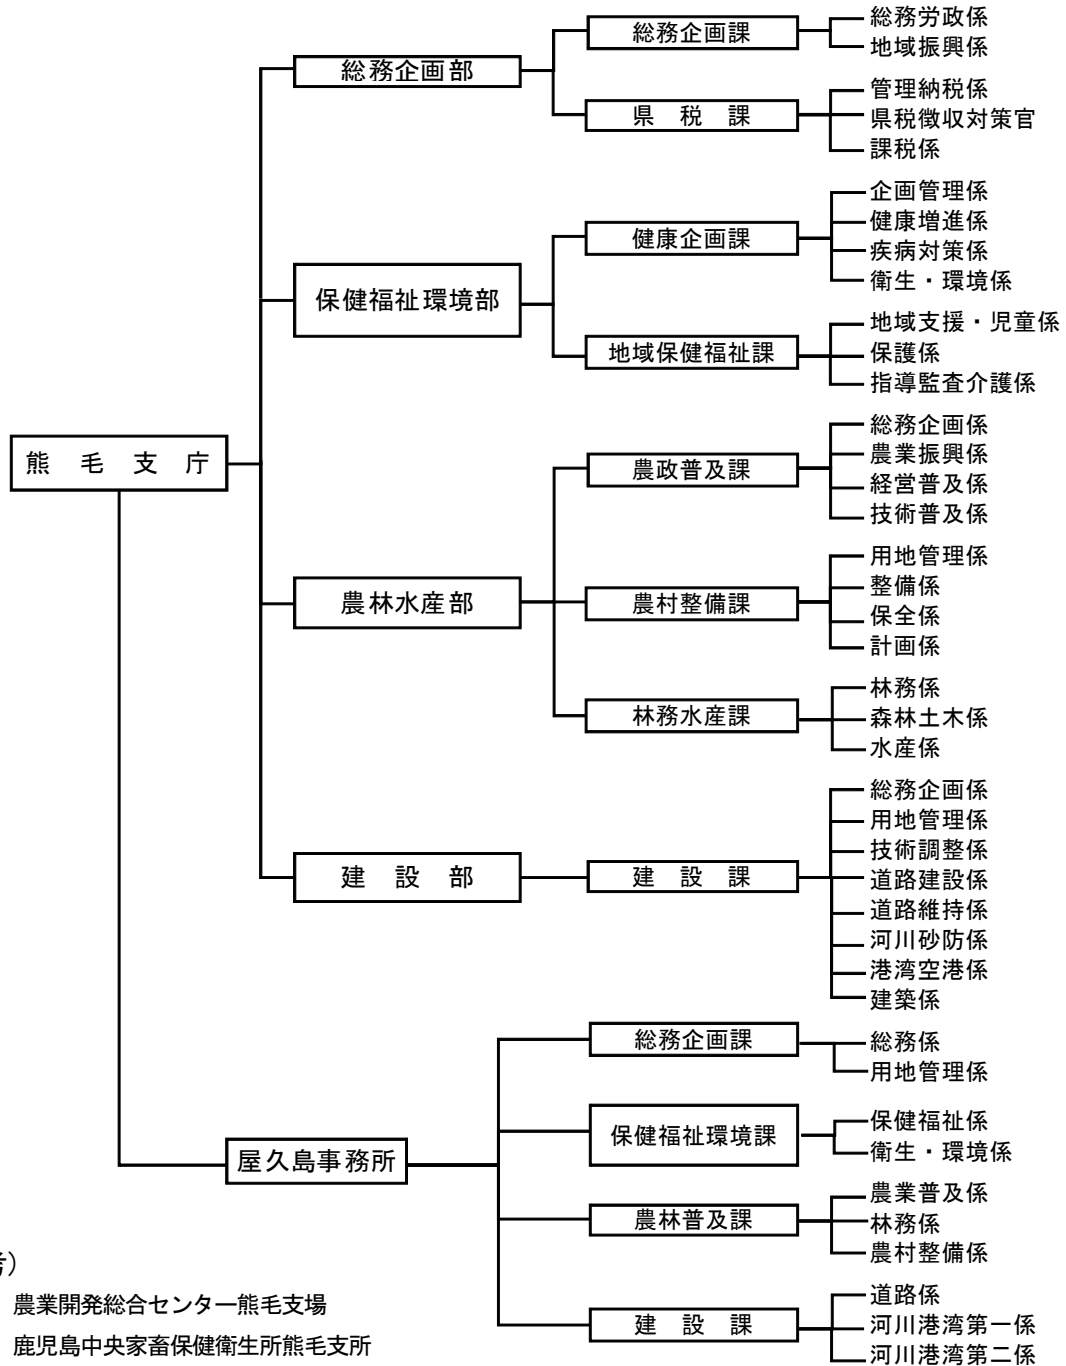 熊毛支庁
総務企画部
総務企画課
総務労政係
地域振興係
県税課
管理納税係
県税徴収対策官
課税係
保健福祉環境部
健康企画課
企画管理係
健康増進係
疾病対策係
衛生・環境係
地域保健福祉課
地域支援・児童係
保護係
指導監査介護係
農林水産部
農政普及課
総務企画係
農業振興係
経営普及係
技術普及係
農村整備課
用地管理係
整備係
保全係
計画係
林務水産課
林務係
森林土木係
水産係
建設部
建設課
総務企画係
用地管理係
技術調整係
道路建設係
道路維持係
河川砂防係
港湾空港係
建築係
屋久島事務所
総務企画課
総務係
用地管理係
保健福祉環境課
保健福祉係
衛生・環境係
農林普及課
農業普及係
林務係
農村整備係
建設課
道路係
河川港湾第一係
河川港湾第二係
考）
農業開発総合センター熊毛支場
鹿児島中央家畜保健衛生所熊毛支所